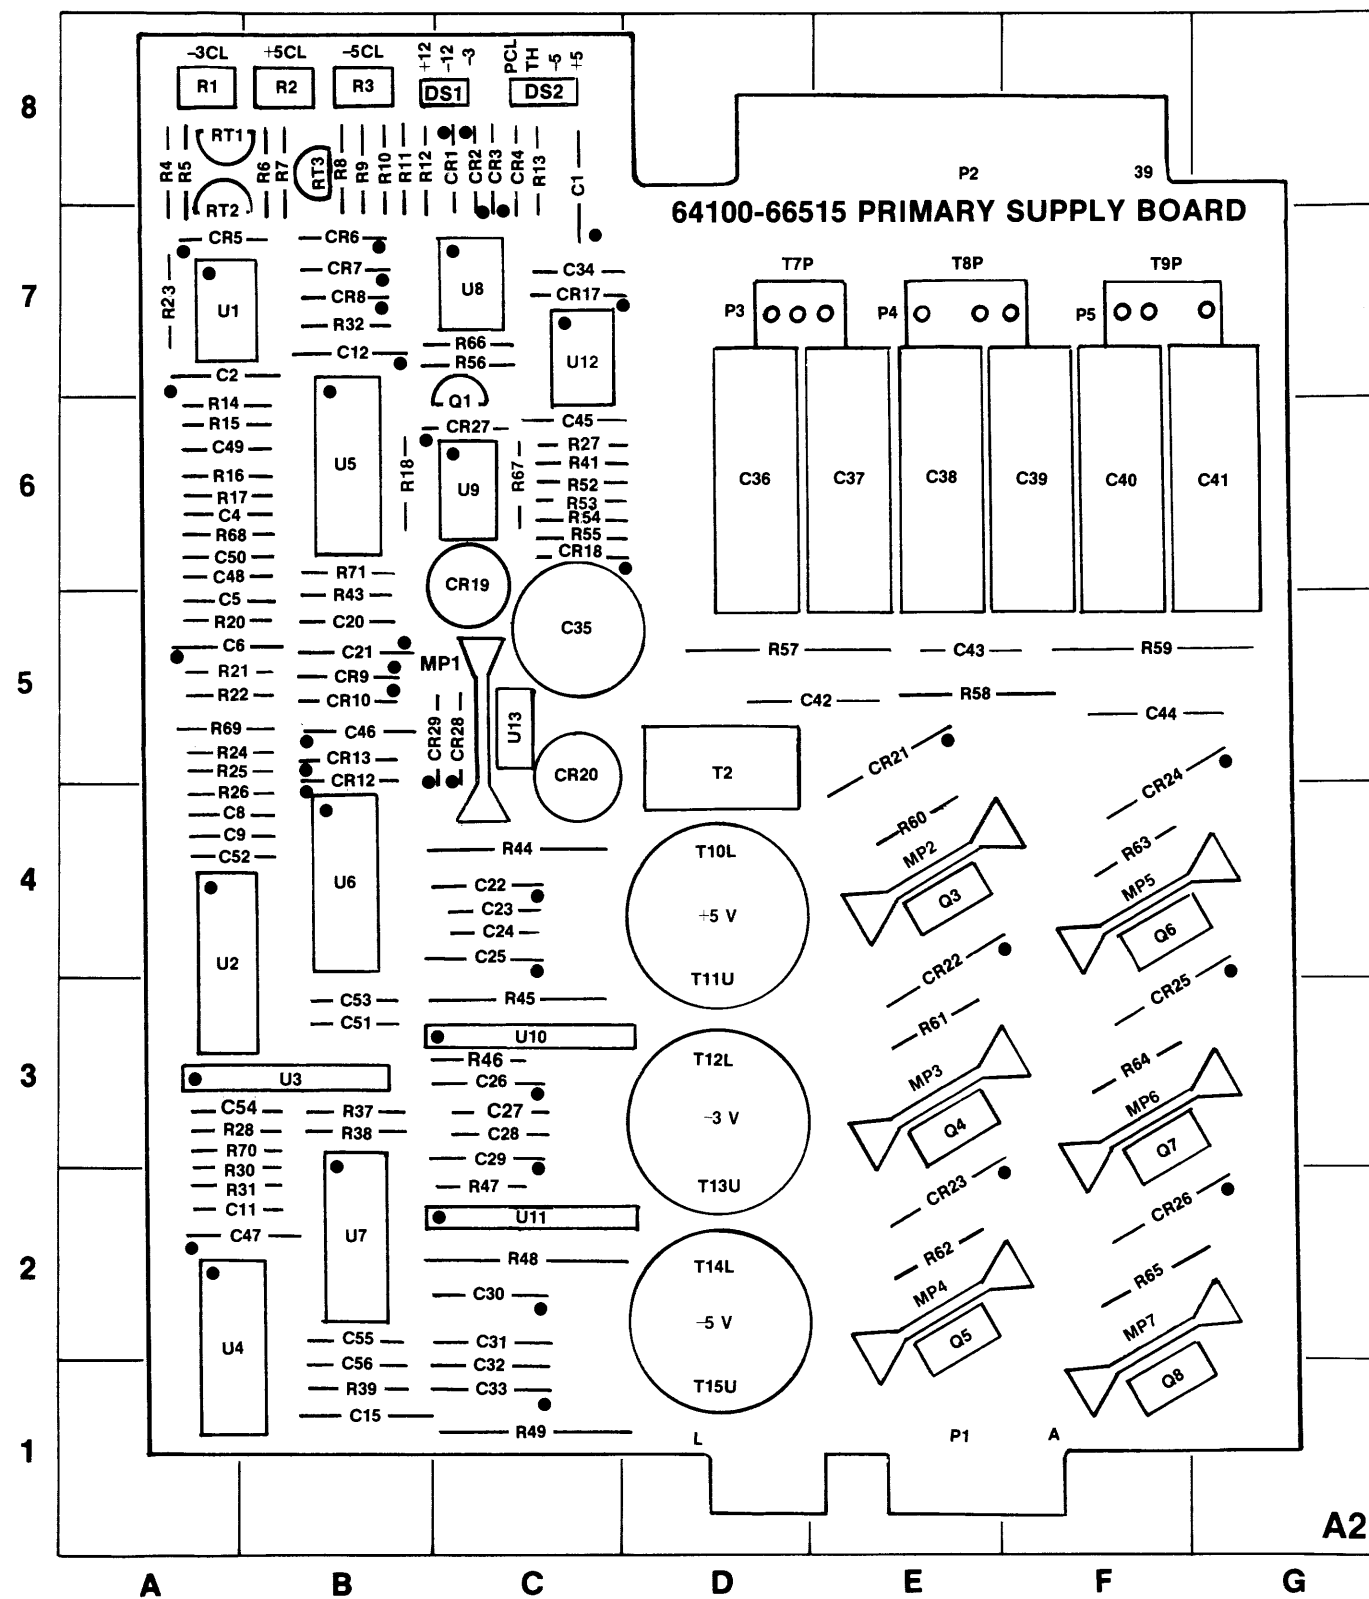 -3CL +5CL -5CL +12 -12 -3 PCL TH -5 +5
8 R1 R2 R3 DS1 DS2
RT1
R4 R5 R6 R7 RT3 R8 R9 R10 R11 R12 CR1 CR2 CR3 CR4 R13 C1
P2 39
RT2
64100-66515 PRIMARY SUPPLY BOARD
CR5 CR6
T7P T8P T9P
CR7 C34
7 R23 U1 CR8 U8 CR17
P3 P4 P5
R32
R66
C12 R56 U12
C2
R14 Q1
R15 CR27 C45
C49 R27
R16 U5 R18 U9 R67 R41
6 R17 R52 C36 C37 C38 C39 C40 C41
C4 R53
R68 R54
C50 R55
C48 R71 CR18
C5 R43 CR19
R20 C20 C35
C6 C21 R57 C43 R59
R21 CR9 MP1
5 R22 CR10 C42 R58
R69 C46 CR29 CR28 U13 C44
R24 CR13 CR21
R25 CR12 CR20 T2 CR24
R26
C8 R60
C9 R63
C52 R44 T10L MP2
4 U6 C22 MP5
C23 +5 V Q3
C24 Q6
U2 C25 CR22
T11U CR25
C53 R45
C51 R61
U10
R46 T12L
3 U3 C26 MP3 R64
C54 R37 C27 -3 V MP6
R28 R38 C28 Q4
R70 C29 Q7
R30
R31 R47 T13U CR23
C11 U11 CR26
C47 U7
2 R48 T14L R62
C30 MP4 R65
-5 V
U4 C55 C31 Q5 MP7
C56 C32
R39 C33 T15U Q8
C15
1 R49 L P1 A
A2
A B C D E F G